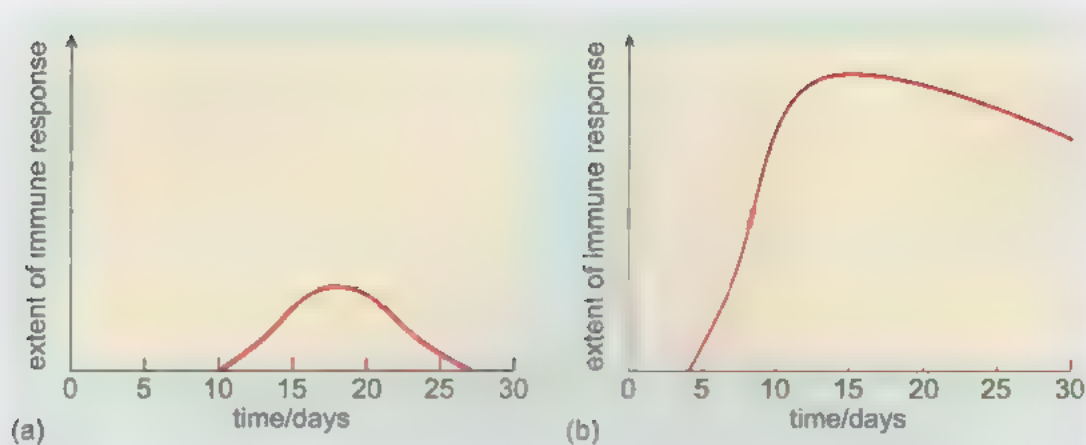 extent of immune response
0 5 10 15 20 25 30
time/days
(a)
extent of immune response
0 5 10 15 20 25 30
time/days
(b)